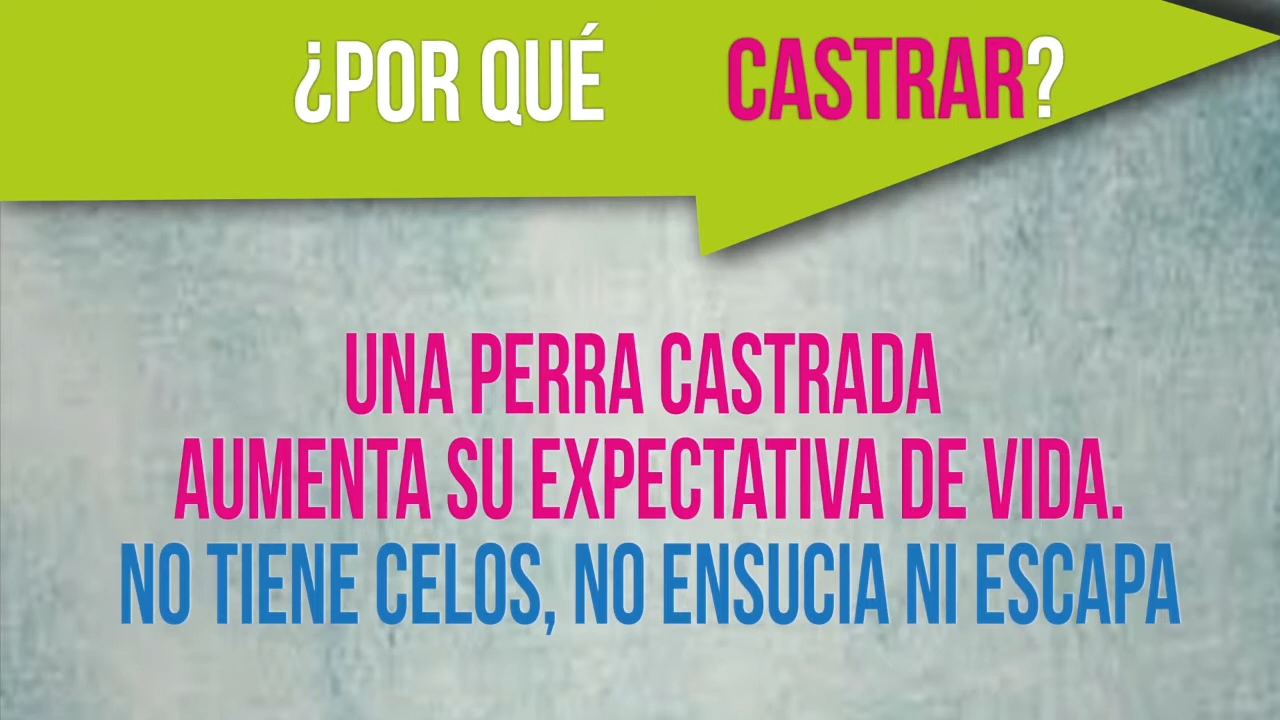 ¿POR QUÉ CASTRAR?
UNA PERRA CASTRADA
AUMENTA SU EXPECTATIVA DE VIDA.
NO TIENE CELOS, NO ENSUCIA NI ESCAPA